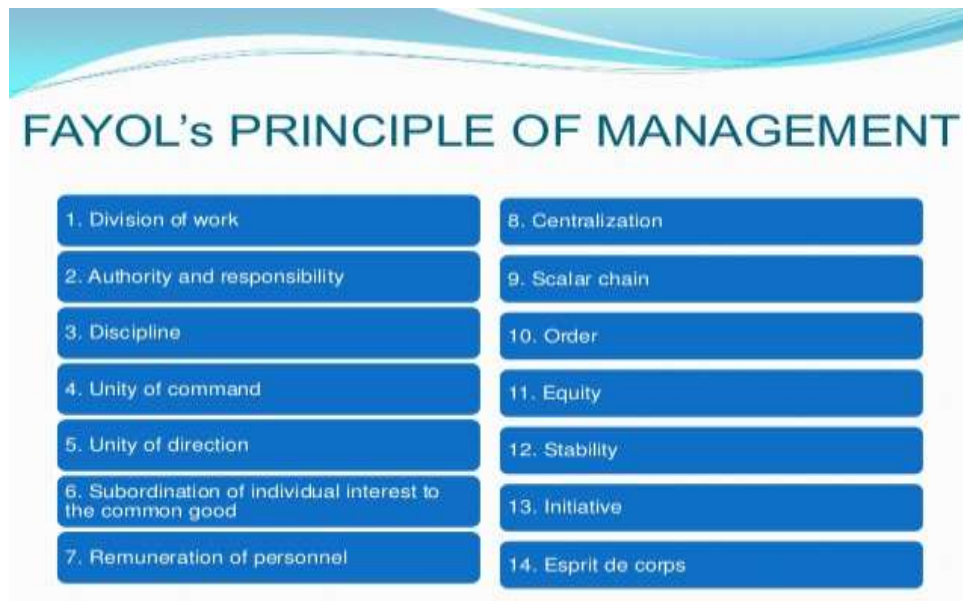 FAYOL's PRINCIPLE OF MANAGEMENT
1. Division of work
2. Authority and responsibility
3. Discipline
4. Unity of command
5. Unity of direction
6. Subordination of individual interest to
the common good
7. Remuneration of personnel
8. Centralization
9. Scalar chain
10. Order
11. Equity
12. Stability
13. Initiative
14. Esprit de corps